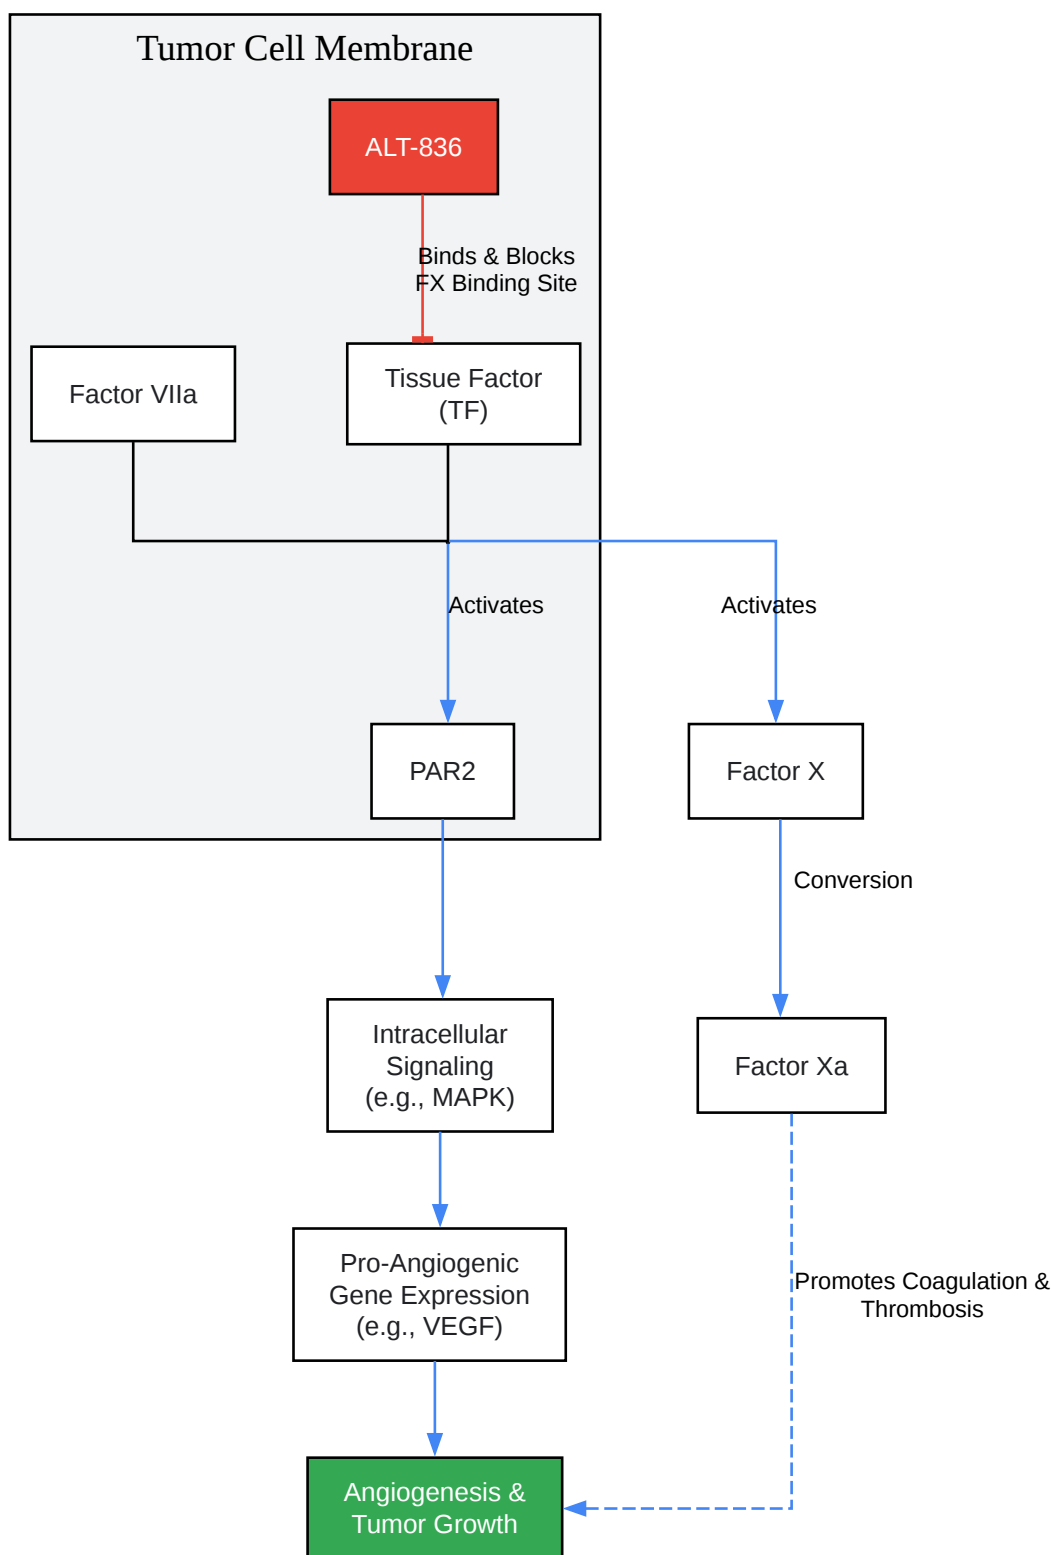 Tumor Cell Membrane
ALT-836
Binds & Blocks
FX Binding Site
Factor VIIa
Tissue Factor
(TF)
Activates
Activates
PAR2
Factor X
Conversion
Intracellular
Signaling
(e.g., MAPK)
Factor Xa
Pro-Angiogenic
Gene Expression
(e.g., VEGF)
Promotes Coagulation &
Thrombosis
Angiogenesis &
Tumor Growth